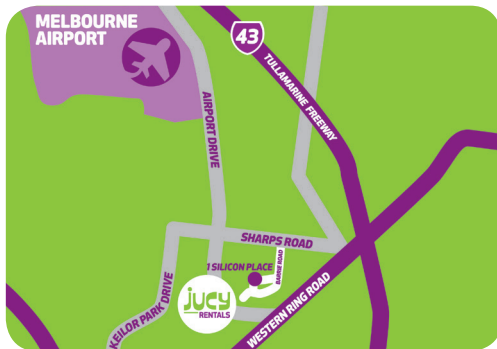 MELBOURNE
AIRPORT
43
TULLAMARINE FREEWAY
AIRPORT DRIVE
SHARPS ROAD
BARRIE ROAD
1 SILICON PLACE
jucy
RENTALS
KEILOR PARK DRIVE
WESTERN RING ROAD